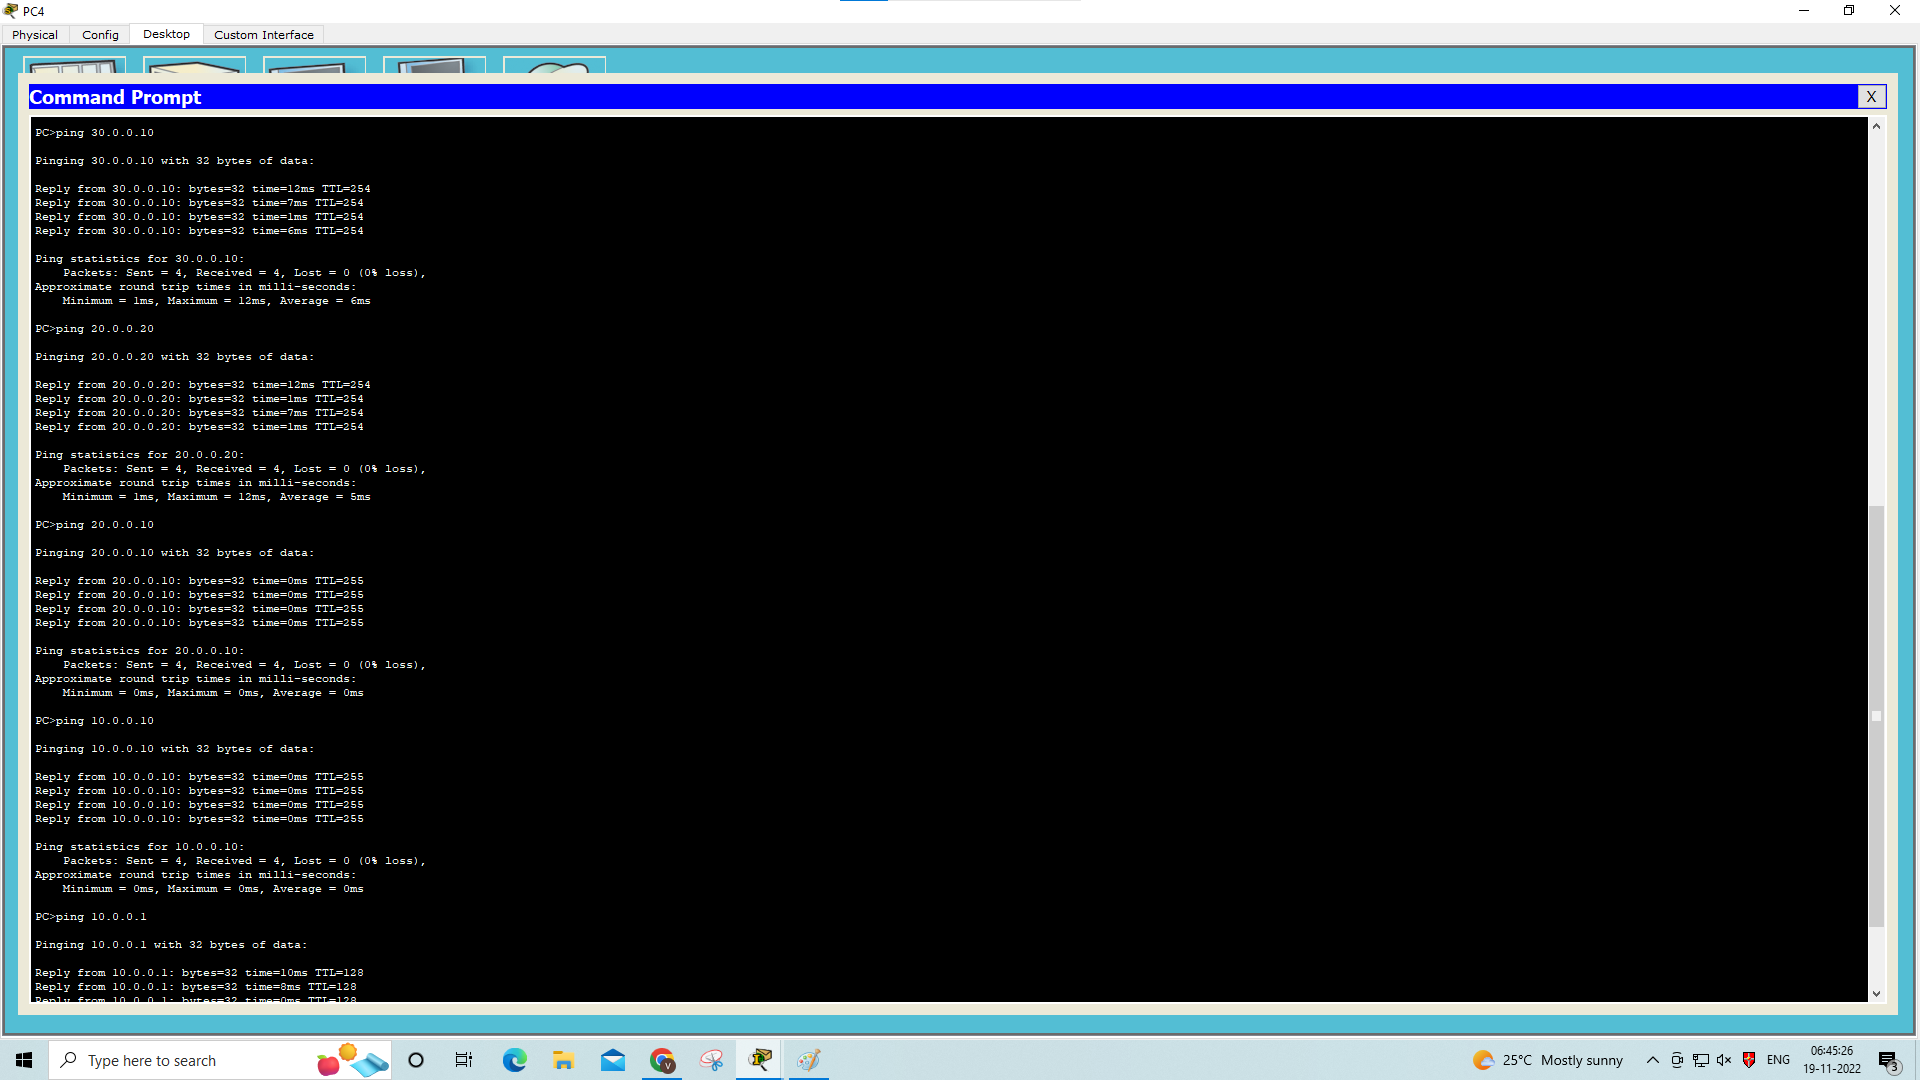 PC4
Physical
Config
Desktop
Custom Interface
Command Prompt
X
PC>ping 30.0.0.10
Pinging 30.0.0.10 with 32 bytes of data:
Reply from 30.0.0.10: bytes=32 time=12ms TTL=254
Reply from 30.0.0.10: bytes=32 time=7ms TTL=254
Reply from 30.0.0.10: bytes=32 time=1ms TTL=254
Reply from 30.0.0.10: bytes=32 time=6ms TTL=254
Ping statistics for 30.0.0.10:
Packets: Sent = 4, Received = 4, Lost = 0 (0% loss),
Approximate round trip times in milli-seconds:
Minimum = 1ms, Maximum = 12ms, Average = 6ms
PC>ping 20.0.0.20
Pinging 20.0.0.20 with 32 bytes of data:
Reply from 20.0.0.20: bytes=32 time=12ms TTL=254
Reply from 20.0.0.20: bytes=32 time=1ms TTL=254
Reply from 20.0.0.20: bytes=32 time=7ms TTL=254
Reply from 20.0.0.20: bytes=32 time=1ms TTL=254
Ping statistics for 20.0.0.20:
Packets: Sent = 4, Received = 4, Lost = 0 (0% loss),
Approximate round trip times in milli-seconds:
Minimum = 1ms, Maximum = 12ms, Average = 5ms
PC>ping 20.0.0.10
Pinging 20.0.0.10 with 32 bytes of data:
Reply from 20.0.0.10: bytes=32 time=0ms TTL=255
Reply from 20.0.0.10: bytes=32 time=0ms TTL=255
Reply from 20.0.0.10: bytes=32 time=0ms TTL=255
Reply from 20.0.0.10: bytes=32 time=0ms TTL=255
Ping statistics for 20.0.0.10:
Packets: Sent = 4, Received = 4, Lost = 0 (0% loss),
Approximate round trip times in milli-seconds:
Minimum = 0ms, Maximum = 0ms, Average = 0ms
PC>ping 10.0.0.10
Pinging 10.0.0.10 with 32 bytes of data:
Reply from 10.0.0.10: bytes=32 time=0ms TTL=255
Reply from 10.0.0.10: bytes=32 time=0ms TTL=255
Reply from 10.0.0.10: bytes=32 time=0ms TTL=255
Reply from 10.0.0.10: bytes=32 time=0ms TTL=255
Ping statistics for 10.0.0.10:
Packets: Sent = 4, Received = 4, Lost = 0 (0% loss),
Approximate round trip times in milli-seconds:
Minimum = 0ms, Maximum = 0ms, Average = 0ms
PC>ping 10.0.0.1
Pinging 10.0.0.1 with 32 bytes of data:
Reply from 10.0.0.1: bytes=32 time=10ms TTL=128
Reply from 10.0.0.1: bytes=32 time=8ms TTL=128
Reply from 10.0.0.1: bytes=32 time=0ms TTL=128
Type here to search
V
25°C Mostly sunny
ENG
06:45:26
19-11-2022
3